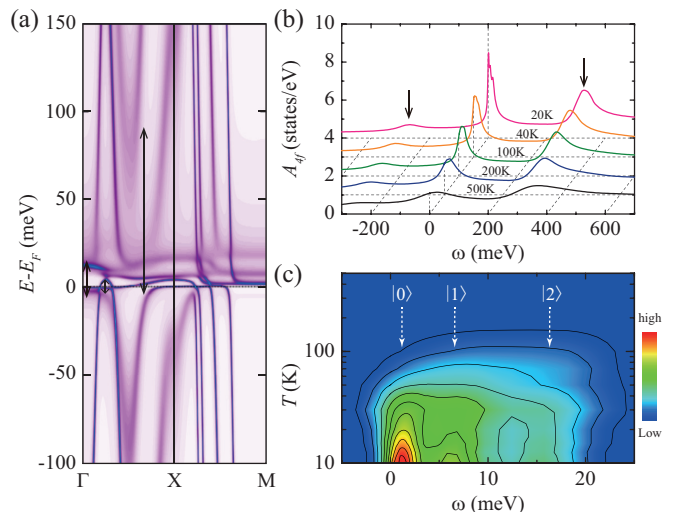 (a)
150
100
50
0
-50
-100
E-E_F (meV)
Γ
X
M
(b)
10
8
6
4
2
0
A_4f (states/eV)
20K
40K
100K
200K
500K
-200
0
200
400
600
ω (meV)
(c)
|0⟩
|1⟩
|2⟩
100
10
T (K)
0
10
20
ω (meV)
high
Low